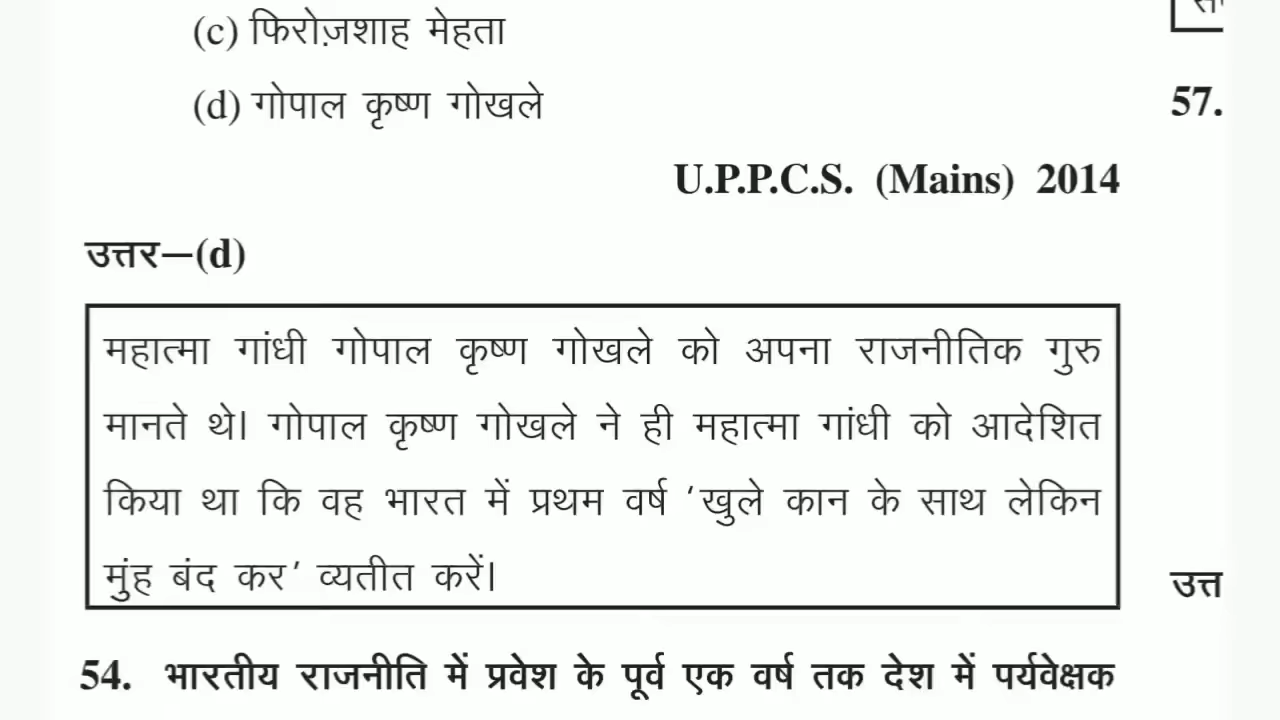 (c) फिरोज़शाह मेहता
(d) गोपाल कृष्ण गोखले
U.P.P.C.S. (Mains) 2014
उत्तर—(d)
महात्मा गांधी गोपाल कृष्ण गोखले को अपना राजनीतिक गुरु
मानते थे। गोपाल कृष्ण गोखले ने ही महात्मा गांधी को आदेशित
किया था कि वह भारत में प्रथम वर्ष 'खुले कान के साथ लेकिन
मुंह बंद कर' व्यतीत करें।
54. भारतीय राजनीति में प्रवेश के पूर्व एक वर्ष तक देश में पर्यवेक्षक
57.
उत्त